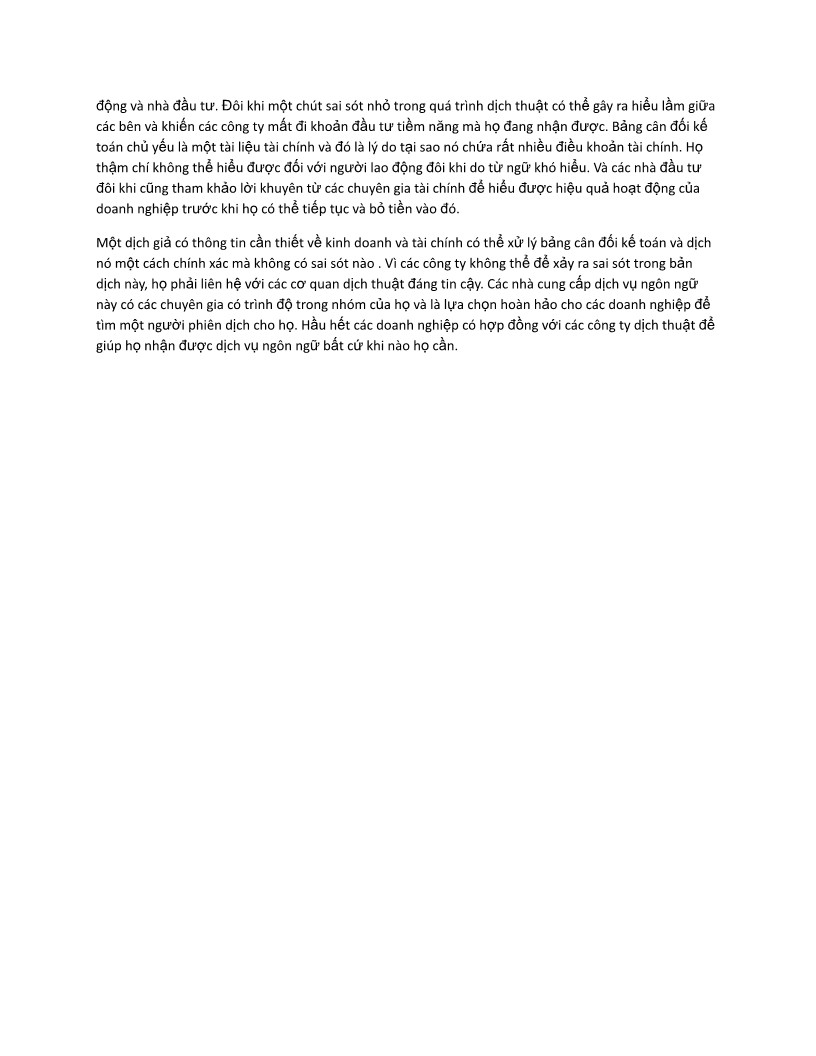 động và nhà đầu tư. Đôi khi một chút sai sót nhỏ trong quá trình dịch thuật có thể gây ra hiểu lầm giữa
các bên và khiến các công ty mất đi khoản đầu tư tiềm năng mà họ đang nhận được. Bảng cân đối kế
toán chủ yếu là một tài liệu tài chính và đó là lý do tại sao nó chứa rất nhiều điều khoản tài chính. Họ
thậm chí không thể hiểu được đối với người lao động đôi khi do từ ngữ khó hiểu. Và các nhà đầu tư
đôi khi cũng tham khảo lời khuyên từ các chuyên gia tài chính để hiểu được hiệu quả hoạt động của
doanh nghiệp trước khi họ có thể tiếp tục và bỏ tiền vào đó.
Một dịch giả có thông tin cần thiết về kinh doanh và tài chính có thể xử lý bảng cân đối kế toán và dịch
nó một cách chính xác mà không có sai sót nào . Vì các công ty không thể để xảy ra sai sót trong bản
dịch này, họ phải liên hệ với các cơ quan dịch thuật đáng tin cậy. Các nhà cung cấp dịch vụ ngôn ngữ
này có các chuyên gia có trình độ trong nhóm của họ và là lựa chọn hoàn hảo cho các doanh nghiệp để
tìm một người phiên dịch cho họ. Hầu hết các doanh nghiệp có hợp đồng với các công ty dịch thuật để
giúp họ nhận được dịch vụ ngôn ngữ bất cứ khi nào họ cần.